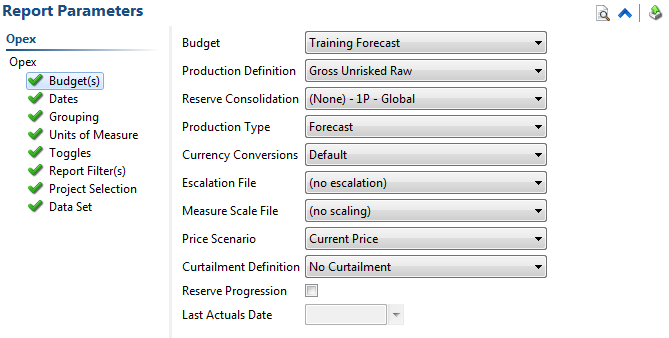 Report Parameters
Opex
Opex
Budget(s)
Dates
Grouping
Units of Measure
Toggles
Report Filter(s)
Project Selection
Data Set
Budget Training Forecast
Production Definition Gross Unrisked Raw
Reserve Consolidation (None) - 1P - Global
Production Type Forecast
Currency Conversions Default
Escalation File (no escalation)
Measure Scale File (no scaling)
Price Scenario Current Price
Curtailment Definition No Curtailment
Reserve Progression
Last Actuals Date